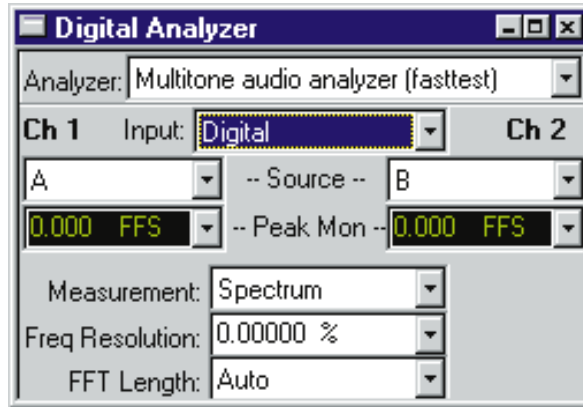 Digital Analyzer
Analyzer: Multitone audio analyzer (fasttest)
Ch 1 Input: Digital Ch 2
A -- Source -- B
0.000 FFS -- Peak Mon -- 0.000 FFS
Measurement: Spectrum
Freq Resolution: 0.00000 %
FFT Length: Auto